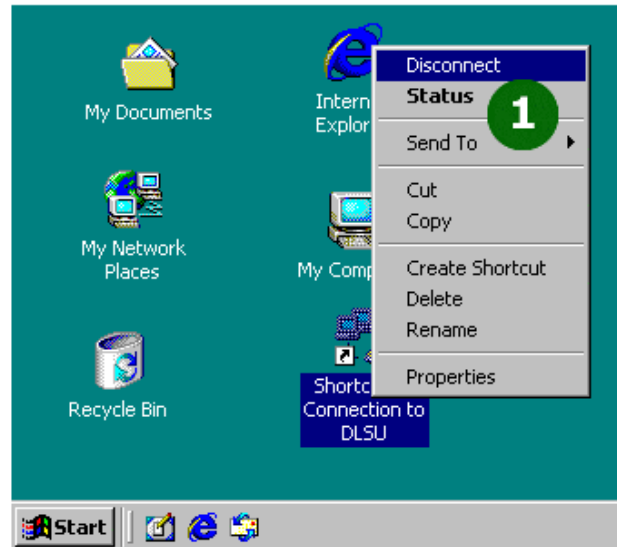 My Documents
Intern
Explor
My Network
Places
My Comp
Recycle Bin
Shortc
Connection to
DLSU
Disconnect
Status
1
Send To
Cut
Copy
Create Shortcut
Delete
Rename
Properties
Start